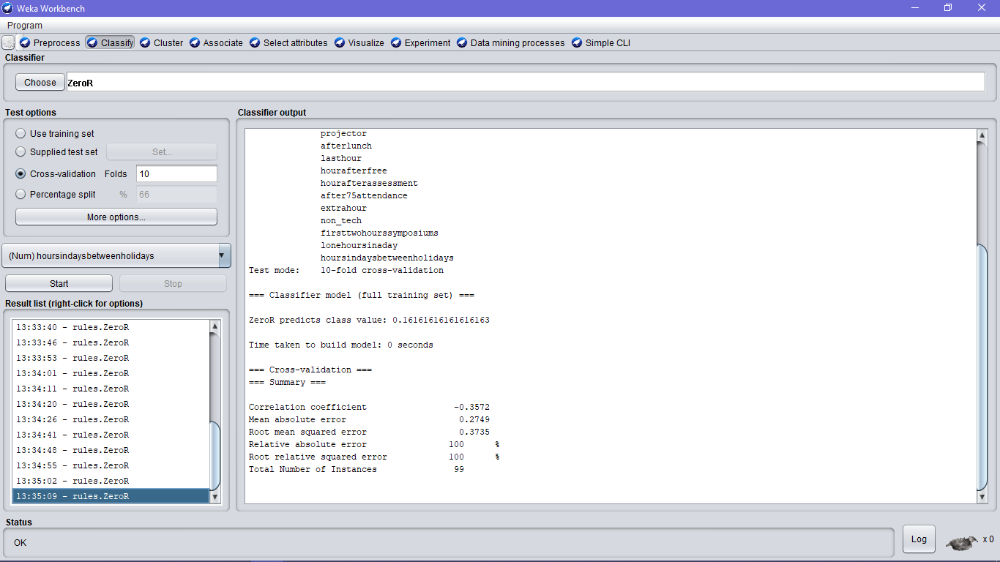 Weka Workbench
Program
Preprocess Classify Cluster Associate Select attributes Visualize Experiment Data mining processes Simple CLI
Classifier
Choose ZeroR
Test options
Use training set
Supplied test set Set...
Cross-validation Folds 10
Percentage split % 66
More options...
(Num) hoursindaysbetweenholidays
Start Stop
Result list (right-click for options)
13:33:40 - rules.ZeroR
13:33:46 - rules.ZeroR
13:33:53 - rules.ZeroR
13:34:01 - rules.ZeroR
13:34:11 - rules.ZeroR
13:34:20 - rules.ZeroR
13:34:26 - rules.ZeroR
13:34:41 - rules.ZeroR
13:34:48 - rules.ZeroR
13:34:55 - rules.ZeroR
13:35:02 - rules.ZeroR
13:35:09 - rules.ZeroR
Classifier output
projector
afterlunch
lasthour
hourafterfree
hourafterassessment
after75attendance
extrahour
non_tech
firsttwohourssymposiums
lonehoursinaday
hoursindaysbetweenholidays
Test mode: 10-fold cross-validation
=== Classifier model (full training set) ===
ZeroR predicts class value: 0.16161616161616163
Time taken to build model: 0 seconds
=== Cross-validation ===
=== Summary ===
Correlation coefficient -0.3572
Mean absolute error 0.2749
Root mean squared error 0.3735
Relative absolute error 100 %
Root relative squared error 100 %
Total Number of Instances 99
Status
OK
Log x 0